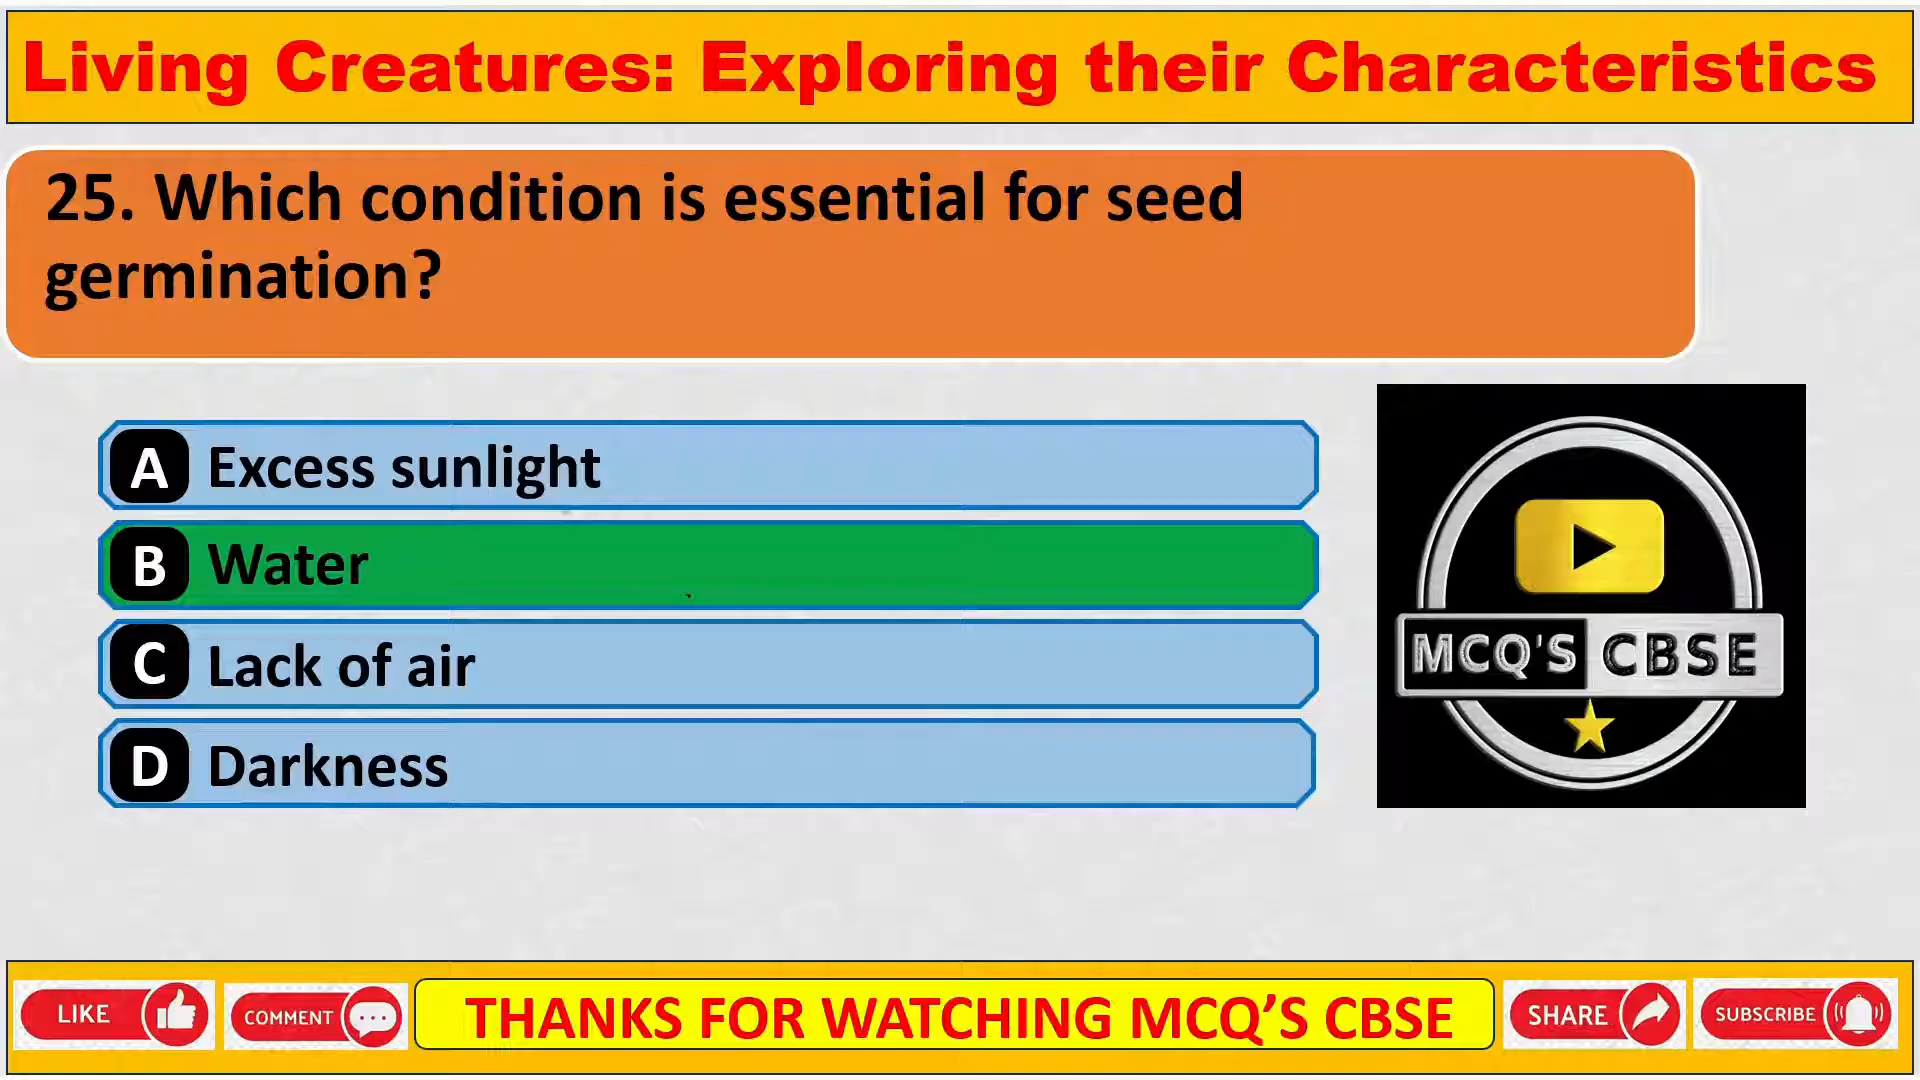 Living Creatures: Exploring their Characteristics
25. Which condition is essential for seed
germination?
A Excess sunlight
B Water
C Lack of air
D Darkness
MCQ'S CBSE
LIKE
COMMENT
THANKS FOR WATCHING MCQ’S CBSE
SHARE
SUBSCRIBE